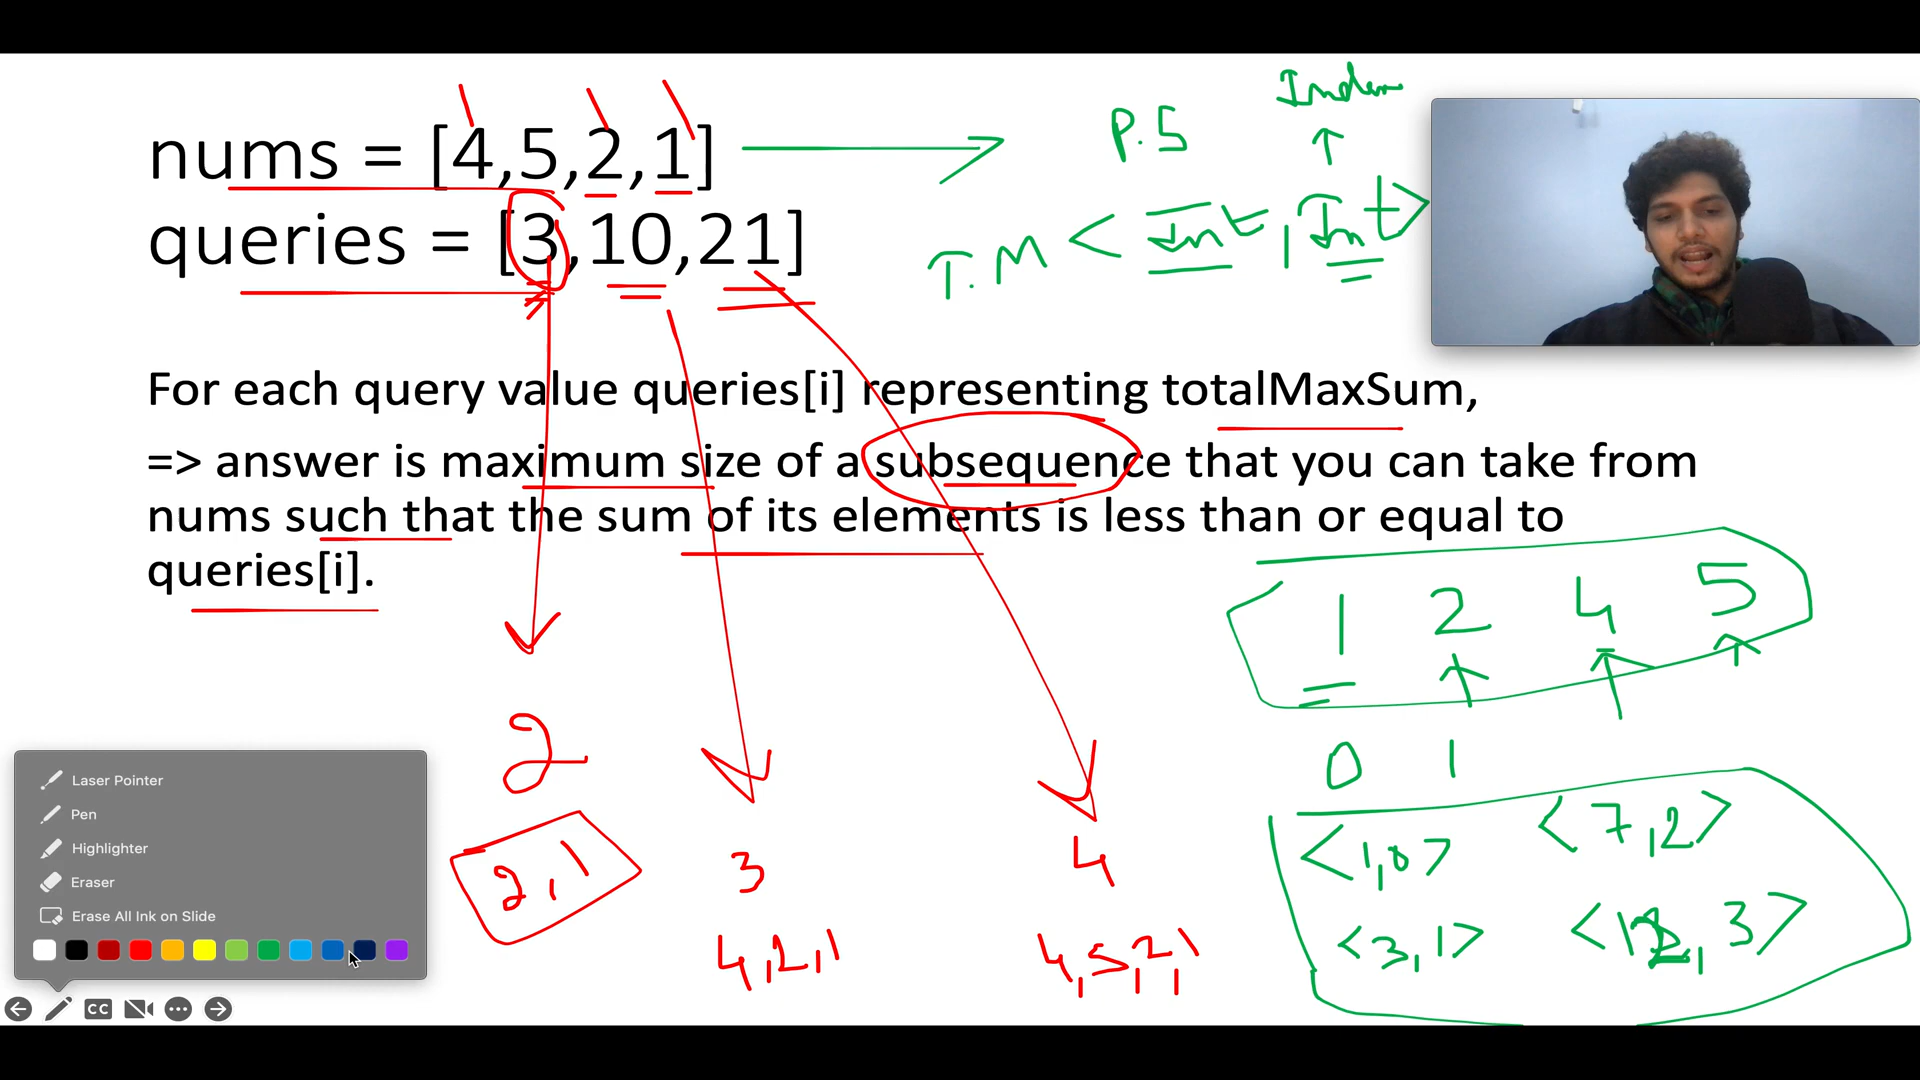 nums = [4,5,2,1]
queries = [3,10,21]
P.S
Index
T.M < Int, Int>
For each query value queries[i] representing totalMaxSum,
=> answer is maximum size of a subsequence that you can take from
nums such that the sum of its elements is less than or equal to
queries[i].
1 2 4 5
0 1
<1,0> <7,2>
<3,1> <12,3>
2
2,1
3
4,2,1
4
4,5,2,1
Laser Pointer
Pen
Highlighter
Eraser
Erase All Ink on Slide
CC